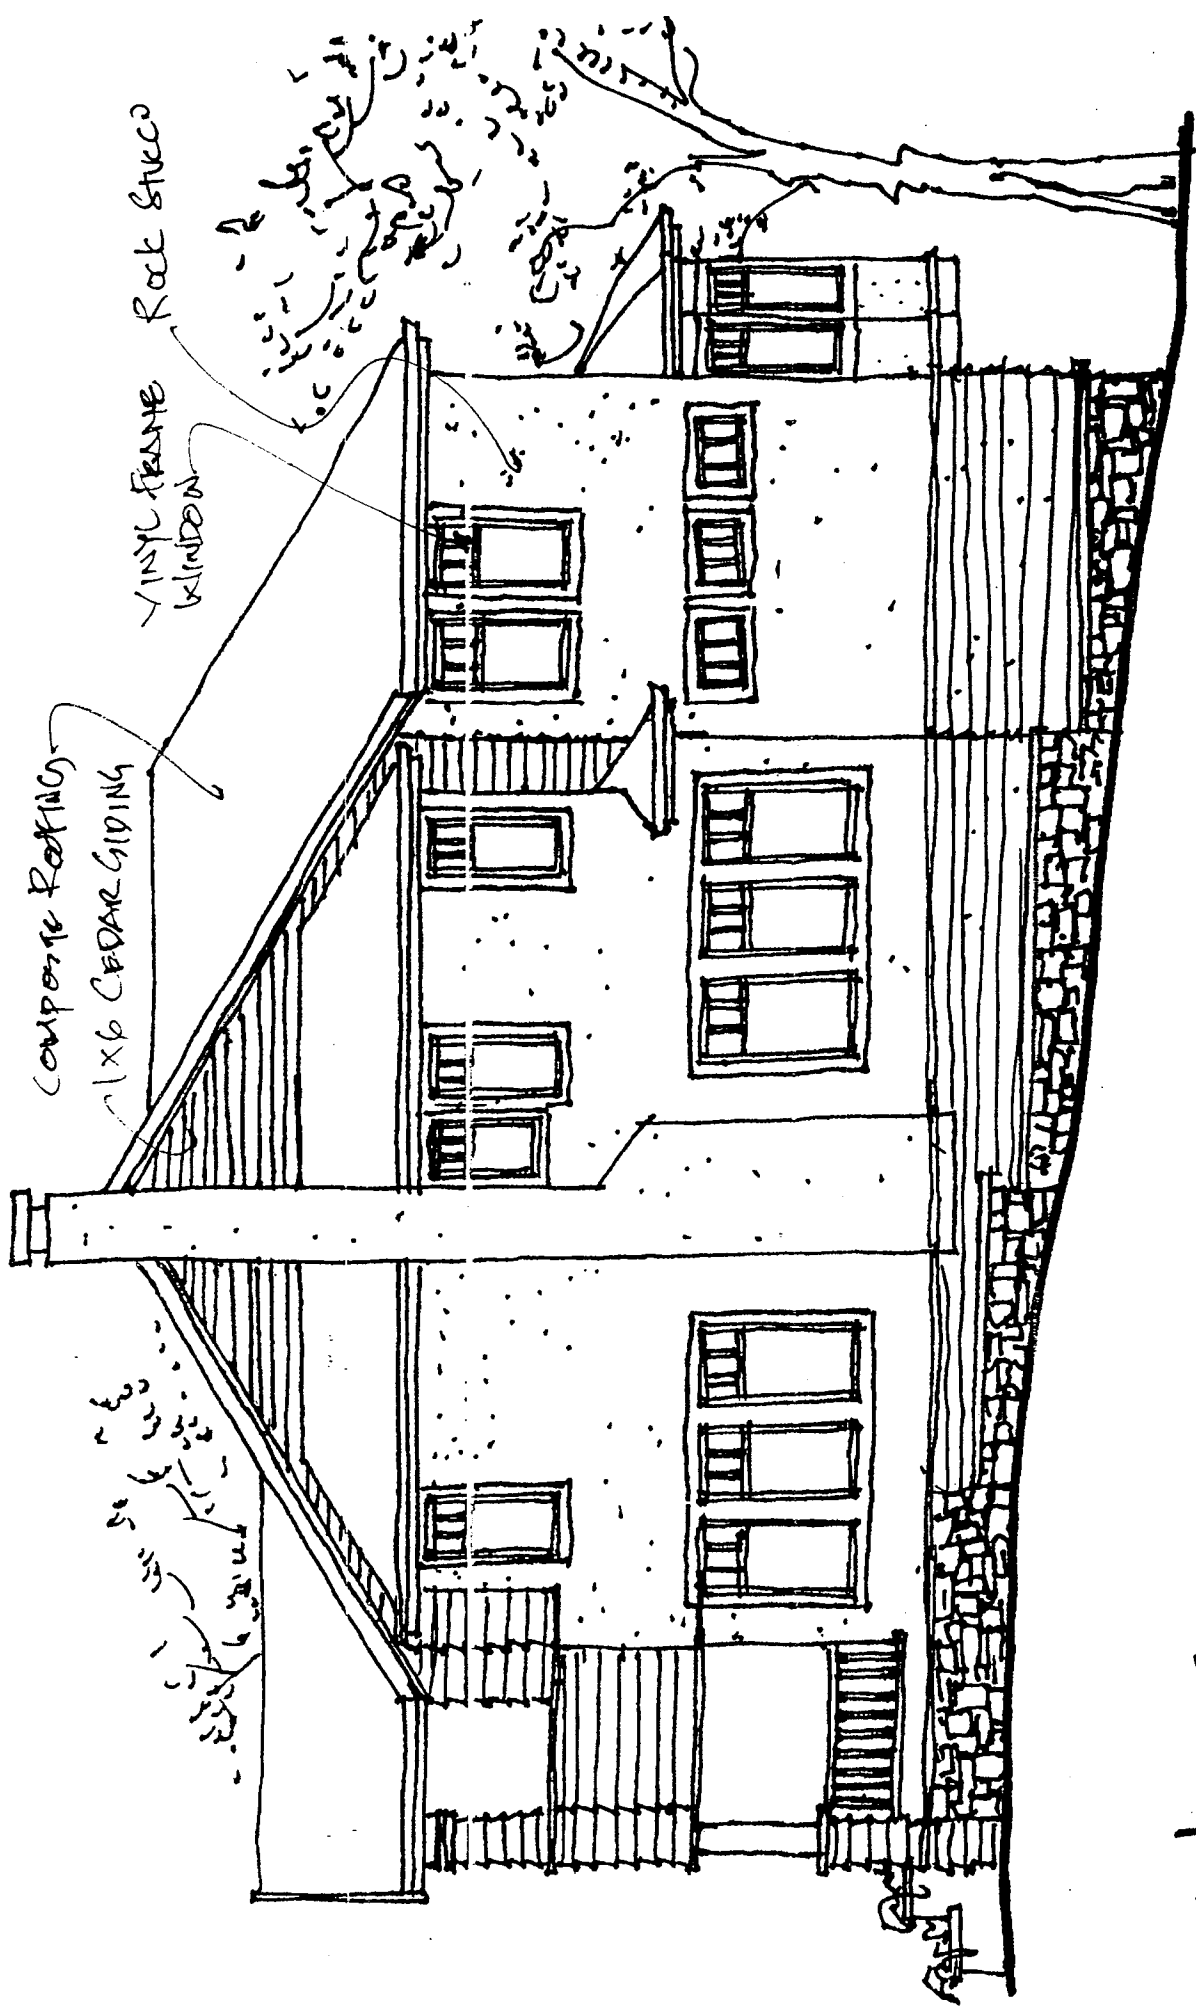 COMPOSITE ROOFING
1X6 CEDAR SIDING
VINYL FRAME
WINDOW
ROCK STUCCO